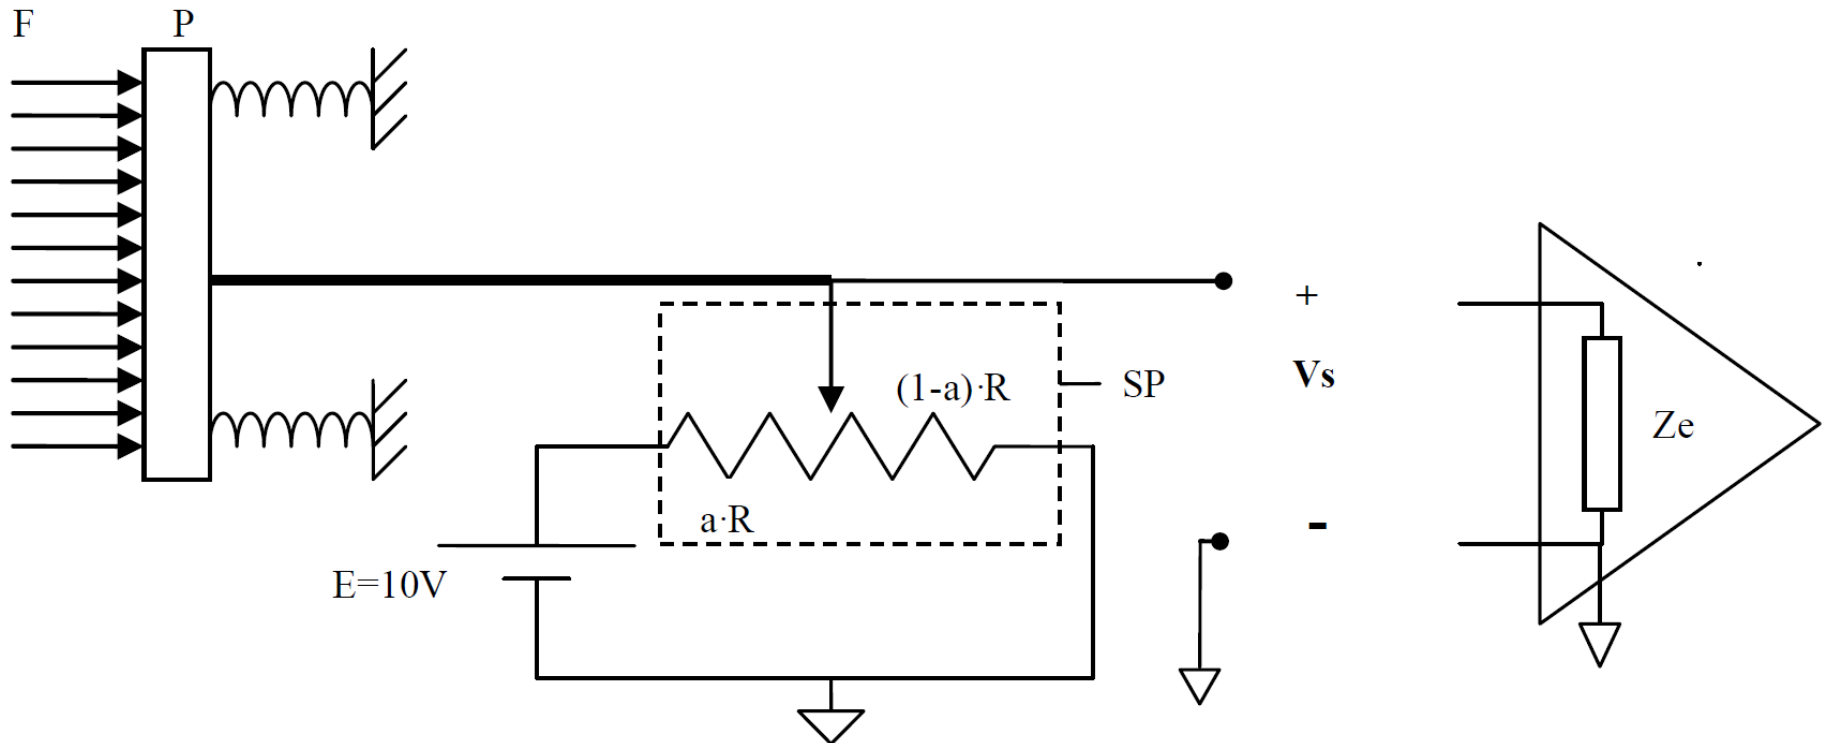 F
P
+
Vs
-
(1-a)·R
SP
a·R
Ze
E=10V